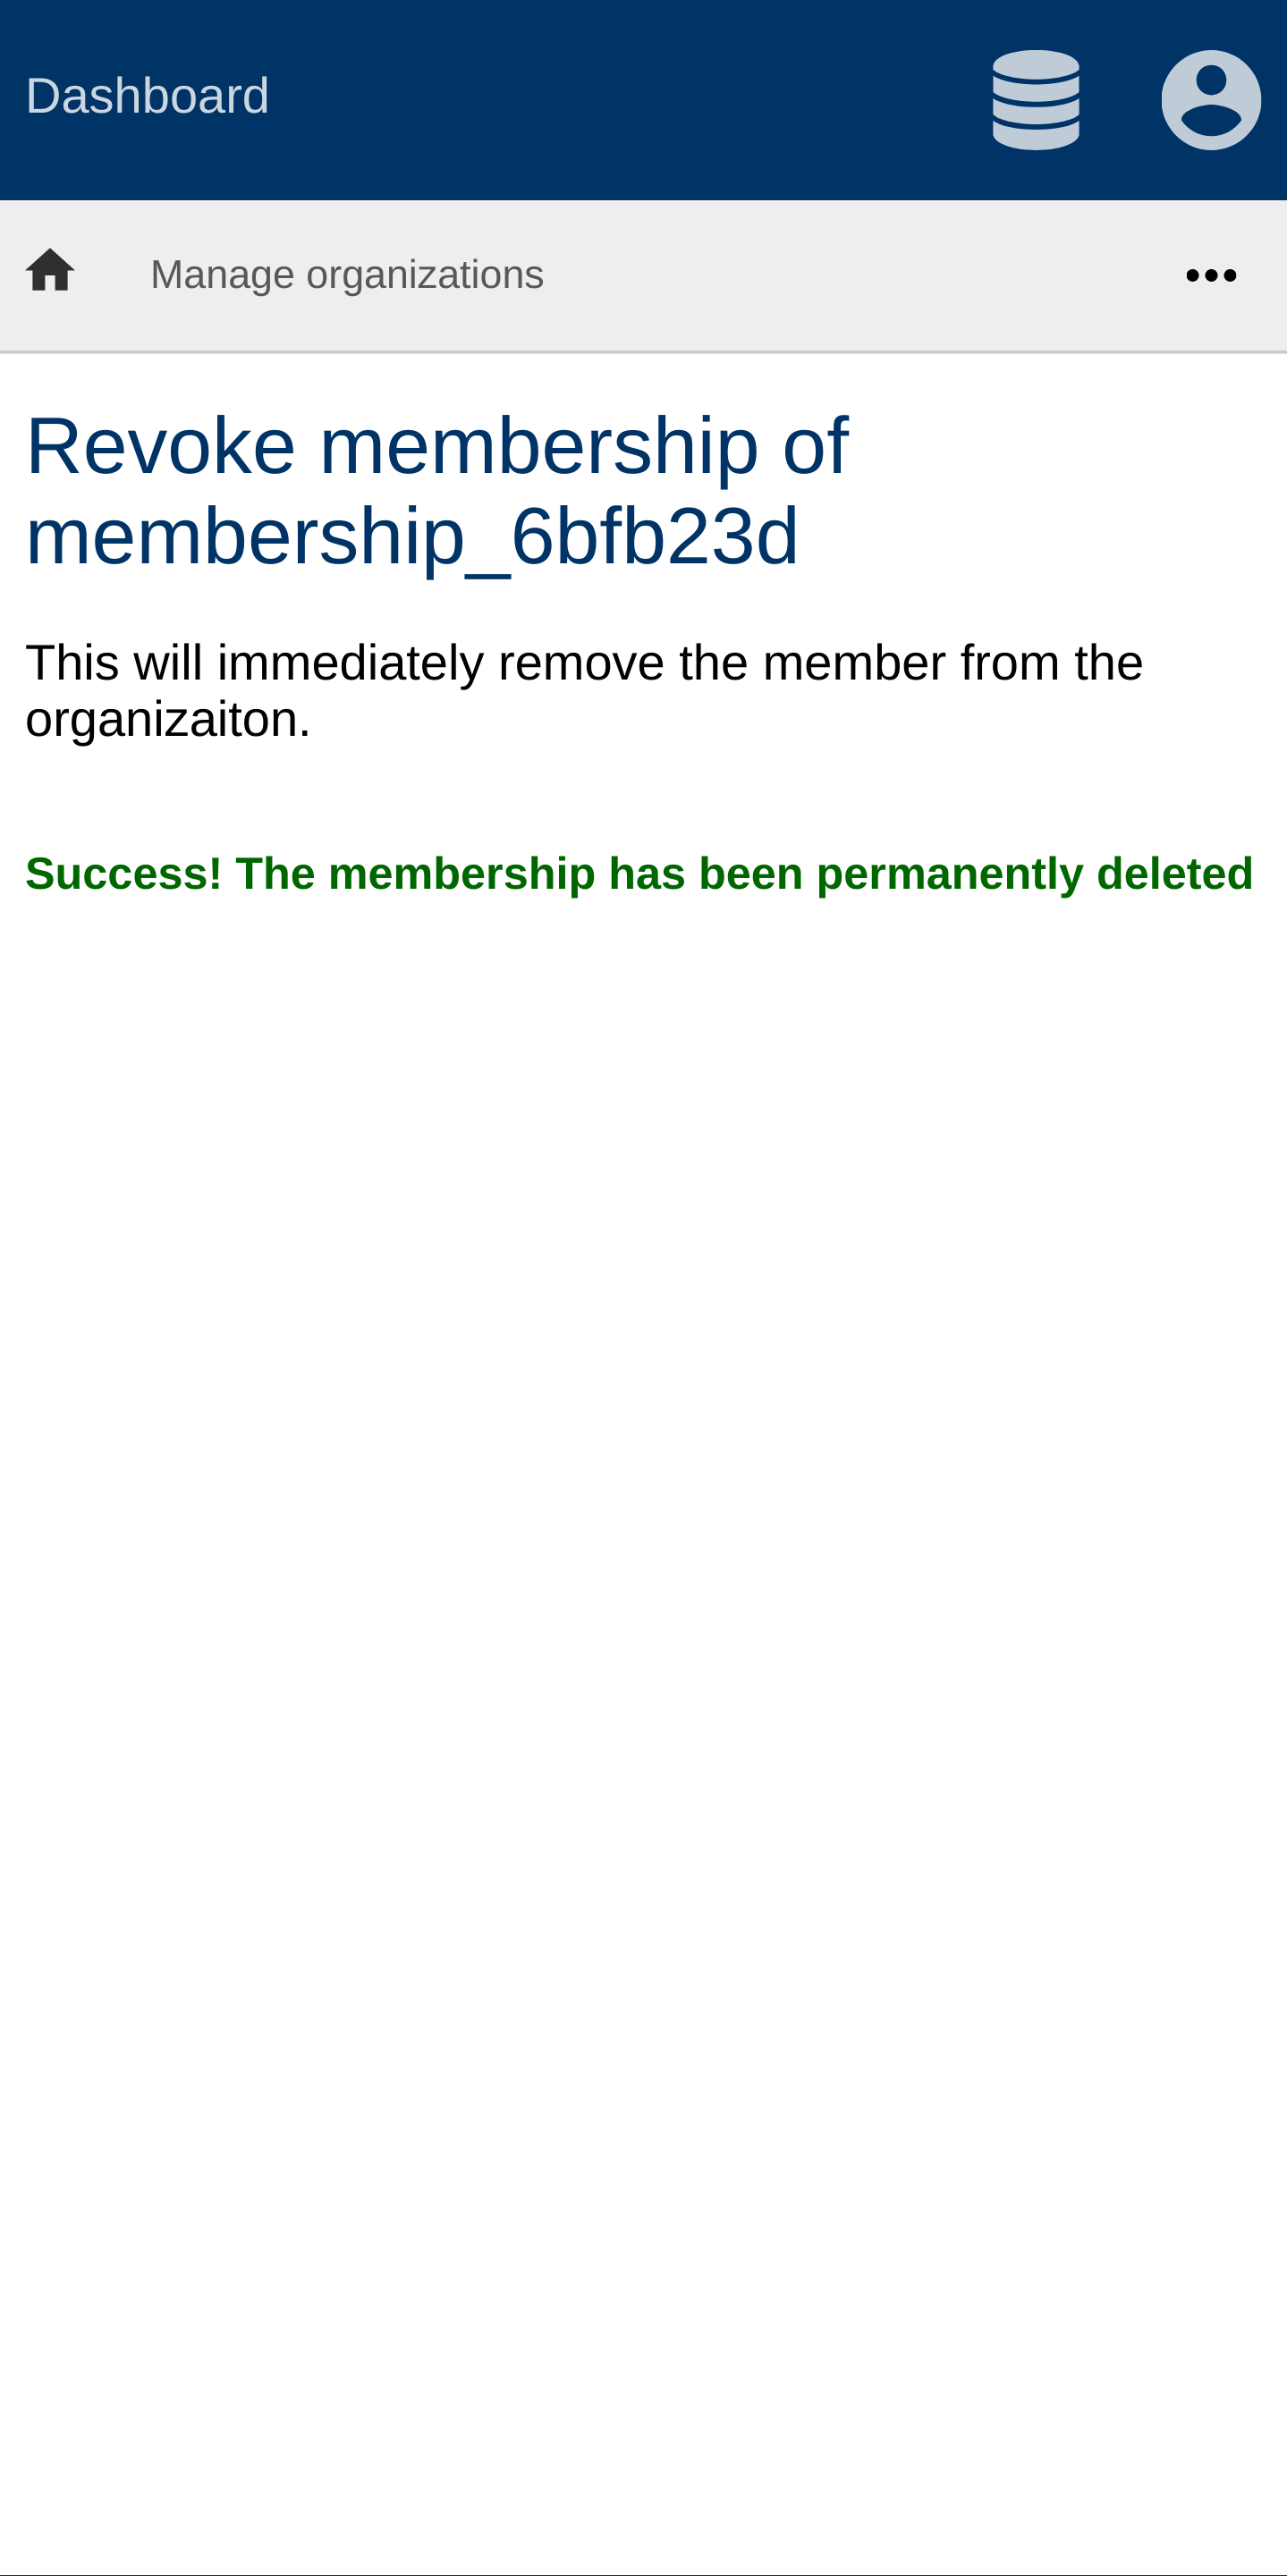 Dashboard
Manage organizations
Revoke membership of
membership_6bfb23d
This will immediately remove the member from the
organizaiton.
Success! The membership has been permanently deleted